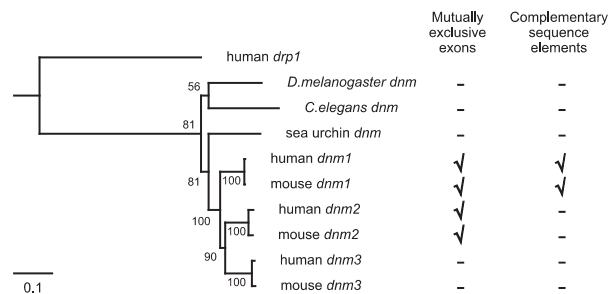 Mutually exclusive exons
Complementary sequence elements
human drp1
56
D.melanogaster dnm – –
C.elegans dnm – –
81
sea urchin dnm – –
81
human dnm1 √ √
100
mouse dnm1 √ √
100
human dnm2 √ –
100
mouse dnm2 √ –
90
human dnm3 – –
100
mouse dnm3 – –
0.1